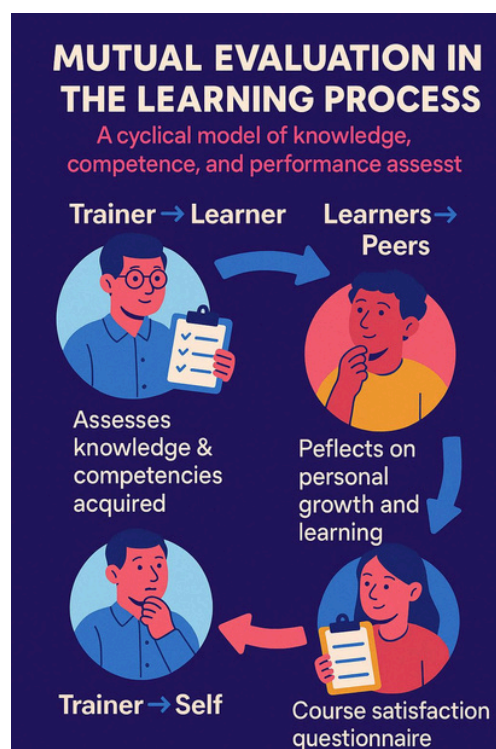 MUTUAL EVALUATION IN
THE LEARNING PROCESS
A cyclical model of knowledge,
competence, and performance assesst
Trainer → Learner
Learners →
Peers
Assesses
knowledge &
competencies
acquired
Peflects on
personal
growth and
learning
Trainer → Self
Course satisfaction
questionnaire